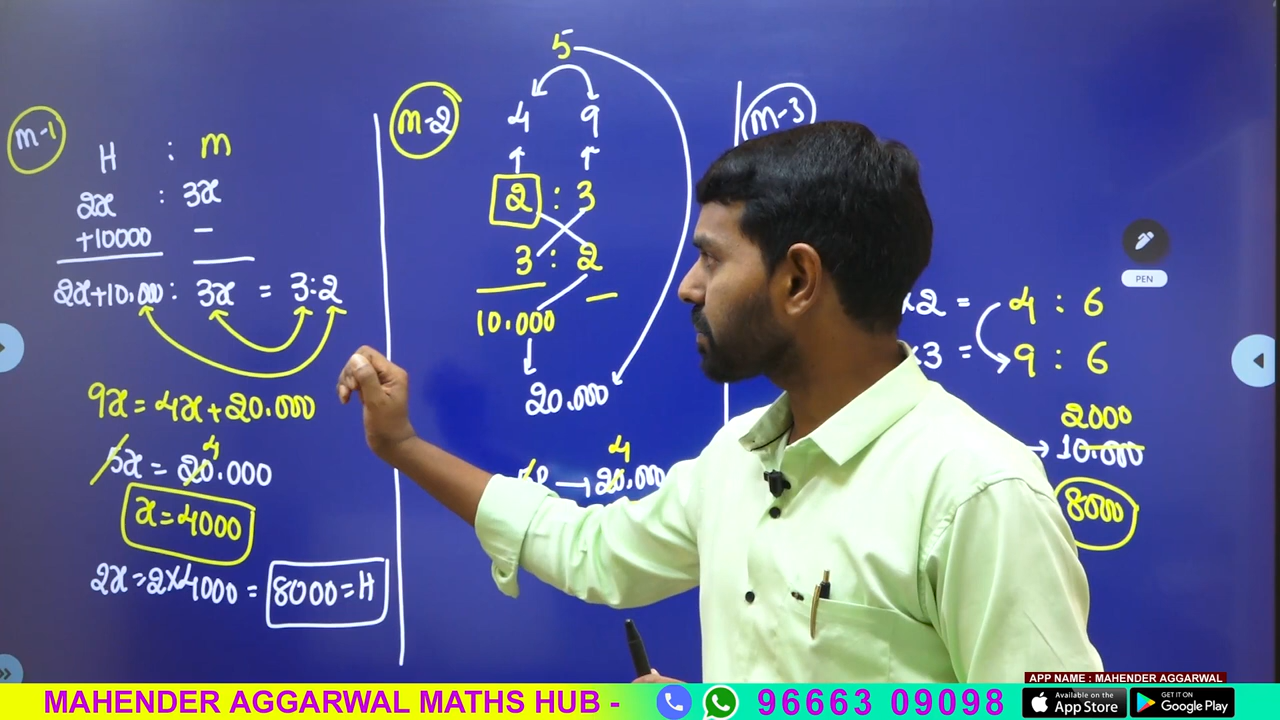 m-1
H : m
2x : 3x
+10000 -
2x+10.000 : 3x = 3:2
9x = 4x + 20.000
5x = 20.000
4
x = 4000
2x = 2x4000 = 8000 = H
m-2
5
4 9
2 : 3
3 : 2
10.000 -
20.000
4
→ 20.000
m-3
x2 = 4 : 6
x3 = 9 : 6
2000
→ 10.000
8000
PEN
APP NAME : MAHENDER AGGARWAL
MAHENDER AGGARWAL MATHS HUB - 96663 09098
Available on the App Store
GET IT ON Google Play